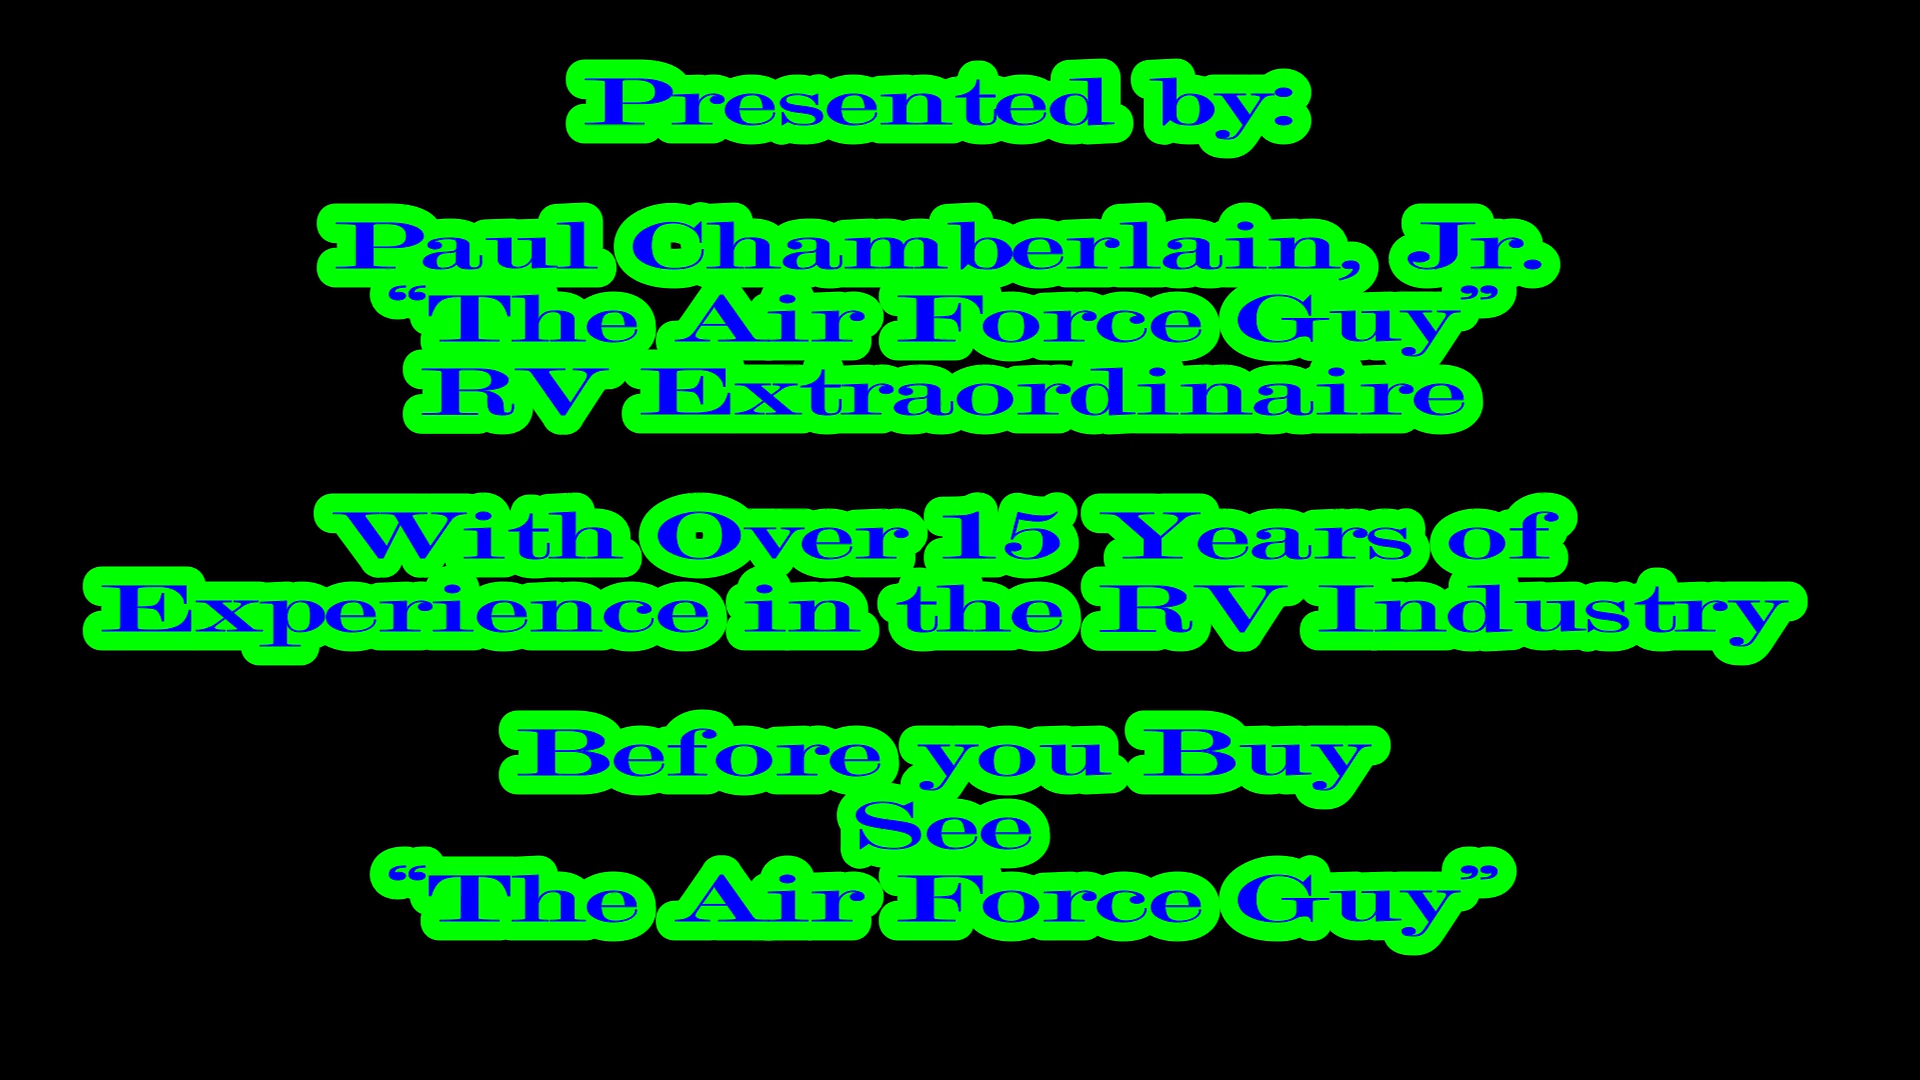 Presented by:
Paul Chamberlain, Jr.
“The Air Force Guy”
RV Extraordinaire
With Over 15 Years of
Experience in the RV Industry
Before you Buy
See
“The Air Force Guy”